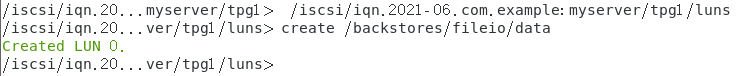 /iscsi/iqn.20...myserver/tpg1> /iscsi/iqn.2021-06.com.example:myserver/tpg1/luns
/iscsi/iqn.20...ver/tpg1/luns> create /backstores/fileio/data
Created LUN 0.
/iscsi/iqn.20...ver/tpg1/luns>